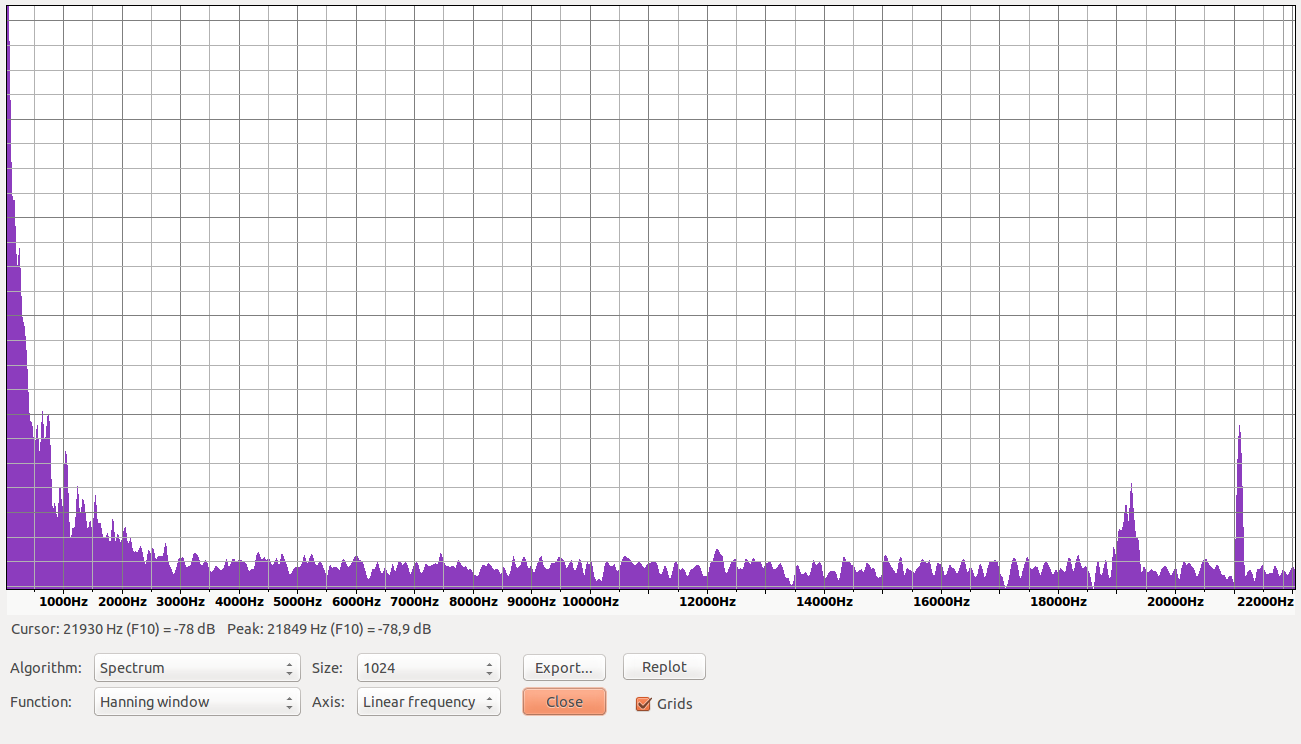 1000Hz 2000Hz 3000Hz 4000Hz 5000Hz 6000Hz 7000Hz 8000Hz 9000Hz 10000Hz 12000Hz 14000Hz 16000Hz 18000Hz 20000Hz 22000Hz
Cursor: 21930 Hz (F10) = -78 dB Peak: 21849 Hz (F10) = -78,9 dB
Algorithm: Spectrum Size: 1024 Export... Replot
Function: Hanning window Axis: Linear frequency Close Grids